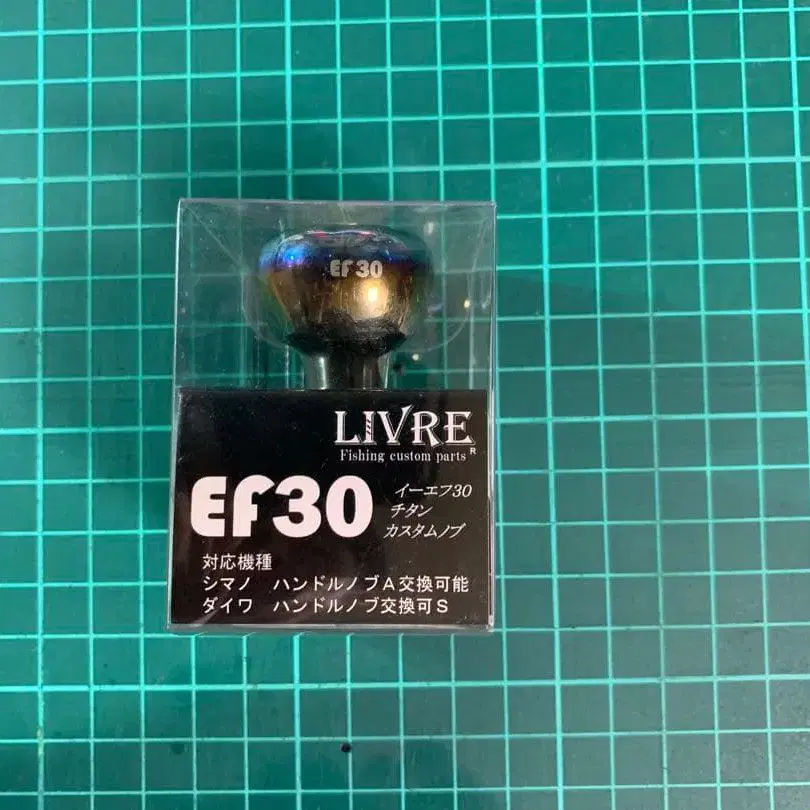 EF30
LIVRE
Fishing custom parts R
EF30
イーエフ30
チタン
カスタムノブ
対応機種
シマノ ハンドルノブA交換可能
ダイワ ハンドルノブ交換可S